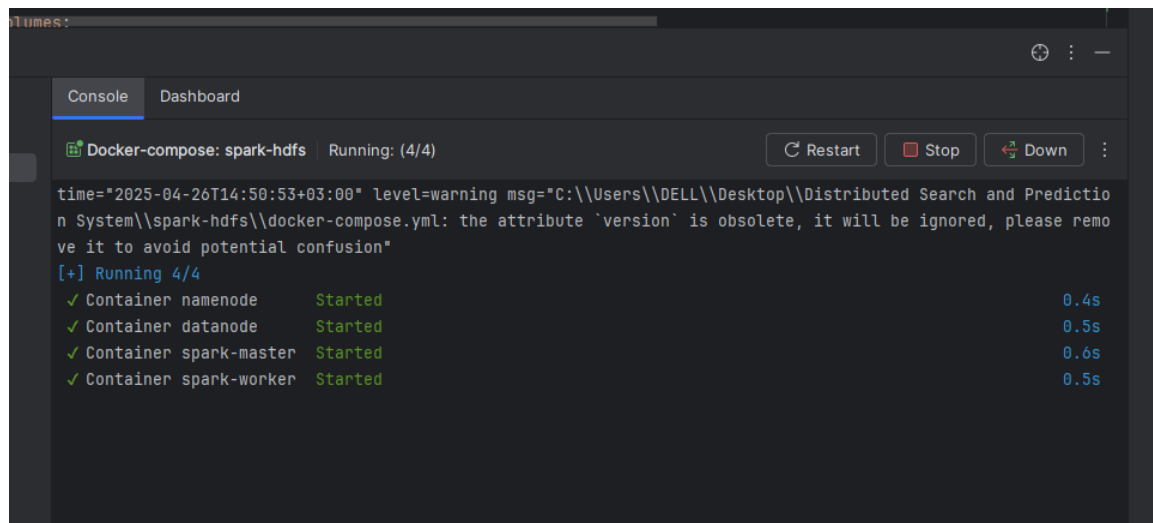 olumes:
Console Dashboard
Docker-compose: spark-hdfs Running: (4/4) Restart Stop Down
time="2025-04-26T14:50:53+03:00" level=warning msg="C:\\Users\\DELL\\Desktop\\Distributed Search and Predictio
n System\\spark-hdfs\\docker-compose.yml: the attribute `version` is obsolete, it will be ignored, please remo
ve it to avoid potential confusion"
[+] Running 4/4
✓ Container namenode Started 0.4s
✓ Container datanode Started 0.5s
✓ Container spark-master Started 0.6s
✓ Container spark-worker Started 0.5s